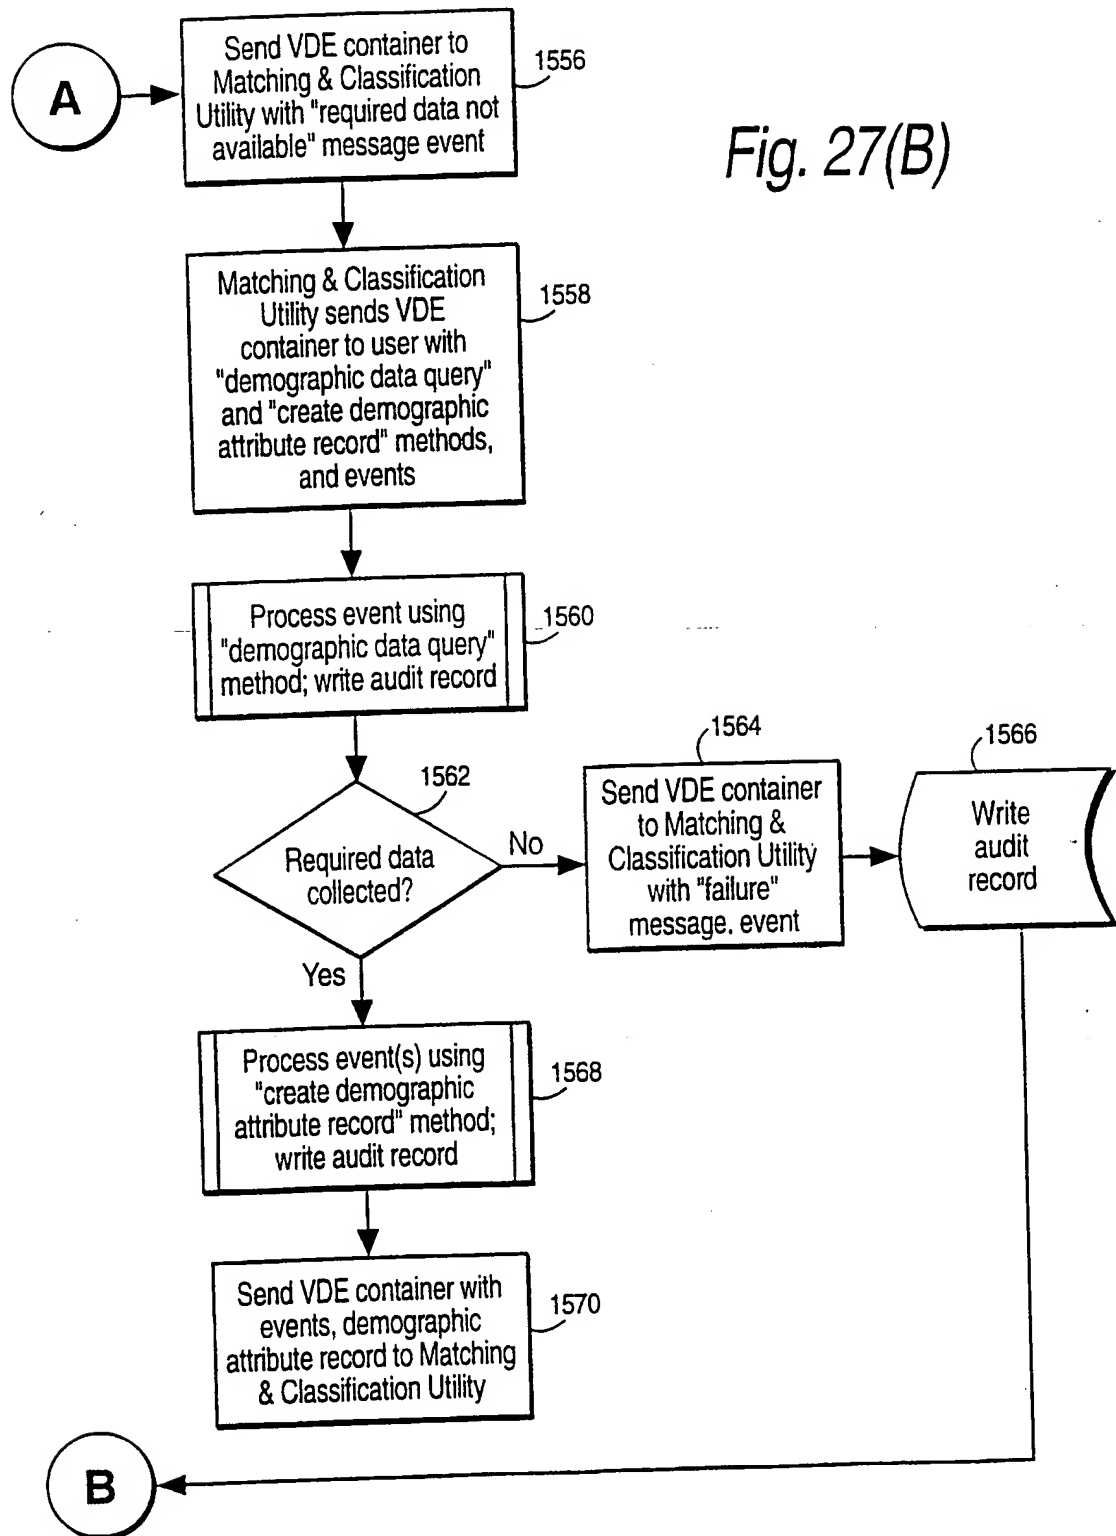 A
Send VDE container to
Matching & Classification
Utility with "required data not
available" message event
1556
Fig. 27(B)
Matching & Classification
Utility sends VDE
container to user with
"demographic data query"
and "create demographic
attribute record" methods,
and events
1558
Process event using
"demographic data query"
method; write audit record
1560
Required data
collected?
1562
No
Yes
Send VDE container
to Matching &
Classification Utility
with "failure"
message. event
1564
Write
audit
record
1566
Process event(s) using
"create demographic
attribute record" method;
write audit record
1568
Send VDE container with
events, demographic
attribute record to Matching
& Classification Utility
1570
B